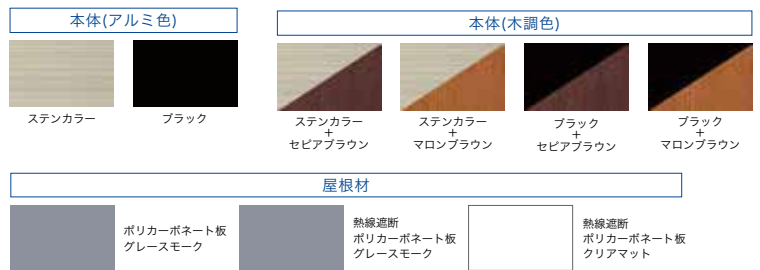 本体(アルミ色)
ステンカラー
ブラック
本体(木調色)
ステンカラー
+
セピアブラウン
ステンカラー
+
マロンブラウン
ブラック
+
セピアブラウン
ブラック
+
マロンブラウン
屋根材
ポリカーボネート板
グレースモーク
熱線遮断
ポリカーボネート板
グレースモーク
熱線遮断
ポリカーボネート板
クリアマット